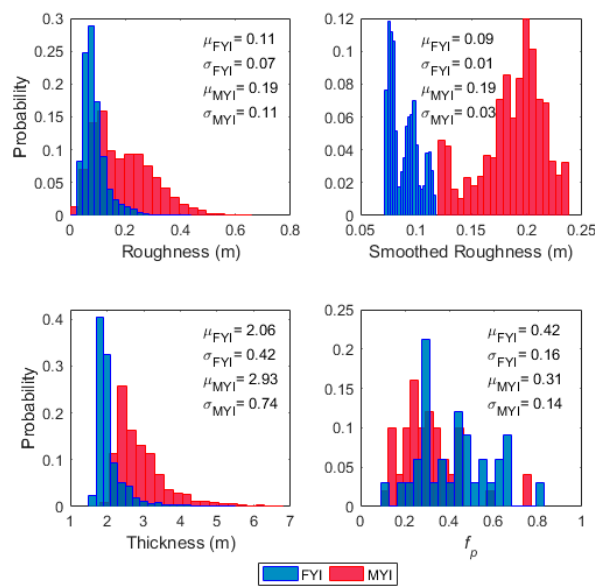 0.3
0.25
0.2
0.15
0.1
0.05
0
Probability
0 0.2 0.4 0.6 0.8
Roughness (m)
μFYI= 0.11
σFYI= 0.07
μMYI= 0.19
σMYI= 0.11
0.12
0.1
0.08
0.06
0.04
0.02
0
0.05 0.1 0.15 0.2 0.25
Smoothed Roughness (m)
μFYI= 0.09
σFYI= 0.01
μMYI= 0.19
σMYI= 0.03
0.4
0.3
0.2
0.1
0
Probability
1 2 3 4 5 6 7
Thickness (m)
μFYI= 2.06
σFYI= 0.42
μMYI= 2.93
σMYI= 0.74
0.25
0.2
0.15
0.1
0.05
0
0 0.2 0.4 0.6 0.8 1
fp
μFYI= 0.42
σFYI= 0.16
μMYI= 0.31
σMYI= 0.14
FYI MYI